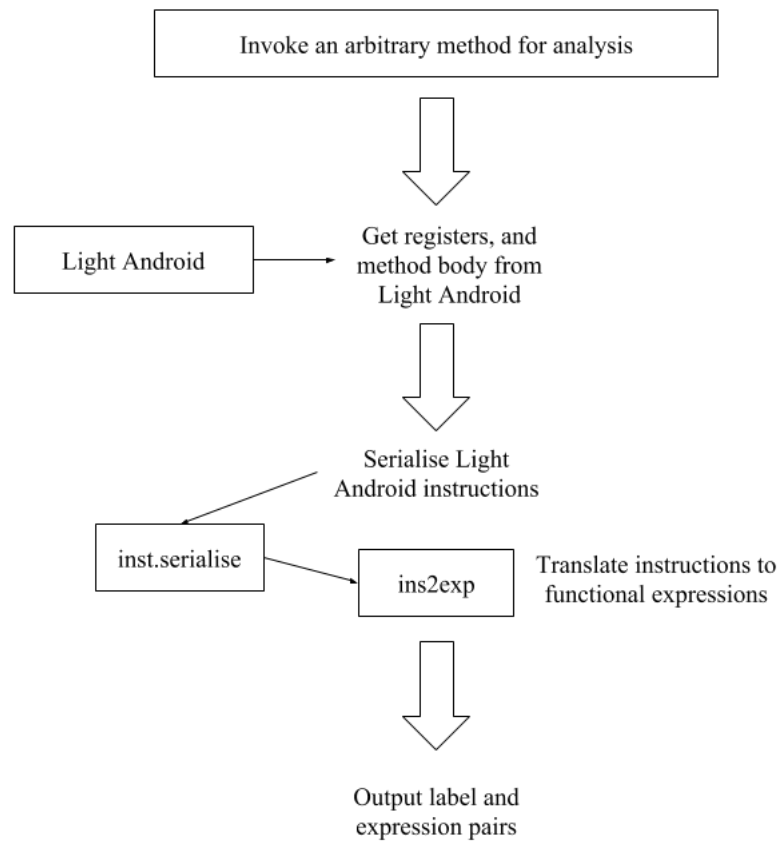 Invoke an arbitrary method for analysis
Light Android
Get registers, and
method body from
Light Android
Serialise Light
Android instructions
inst.serialise
ins2exp
Translate instructions to
functional expressions
Output label and
expression pairs